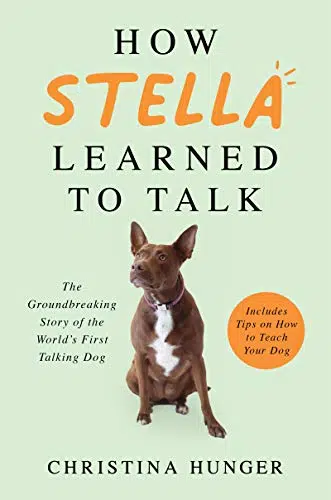 HOW
STELLA
LEARNED
TO TALK
The
Groundbreaking
Story of the
World's First
Talking Dog
Includes
Tips on How
to Teach
Your Dog
CHRISTINA HUNGER